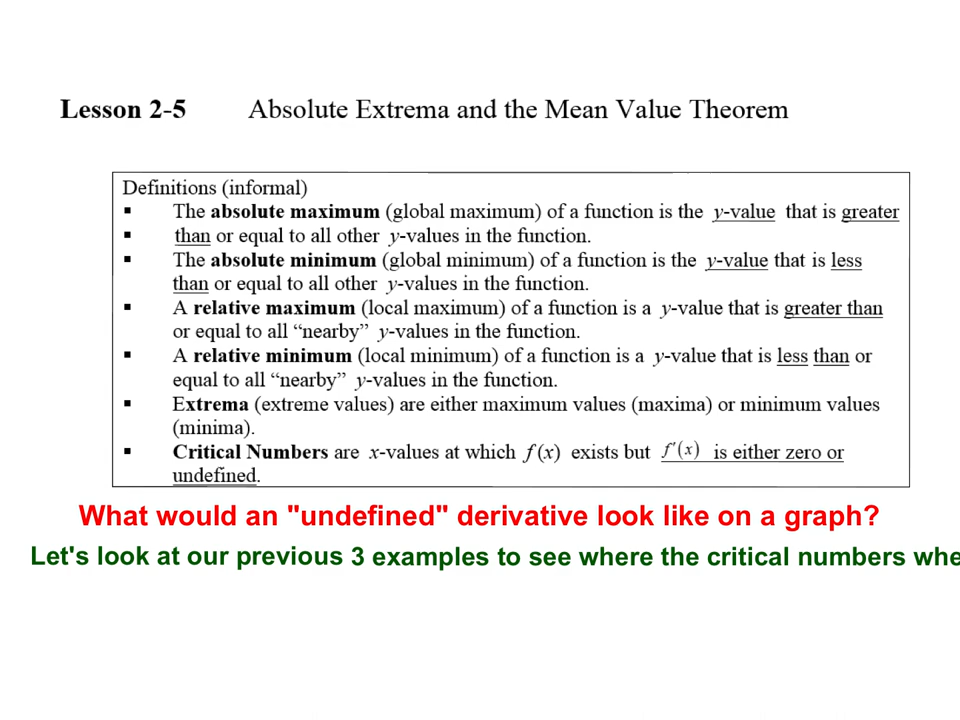 Lesson 2-5 Absolute Extrema and the Mean Value Theorem
Definitions (informal)
▪ The absolute maximum (global maximum) of a function is the y-value that is greater
▪ than or equal to all other y-values in the function.
▪ The absolute minimum (global minimum) of a function is the y-value that is less
than or equal to all other y-values in the function.
▪ A relative maximum (local maximum) of a function is a y-value that is greater than
or equal to all “nearby” y-values in the function.
▪ A relative minimum (local minimum) of a function is a y-value that is less than or
equal to all “nearby” y-values in the function.
▪ Extrema (extreme values) are either maximum values (maxima) or minimum values
(minima).
▪ Critical Numbers are x-values at which f(x) exists but f'(x) is either zero or
undefined.
What would an "undefined" derivative look like on a graph?
Let's look at our previous 3 examples to see where the critical numbers whe